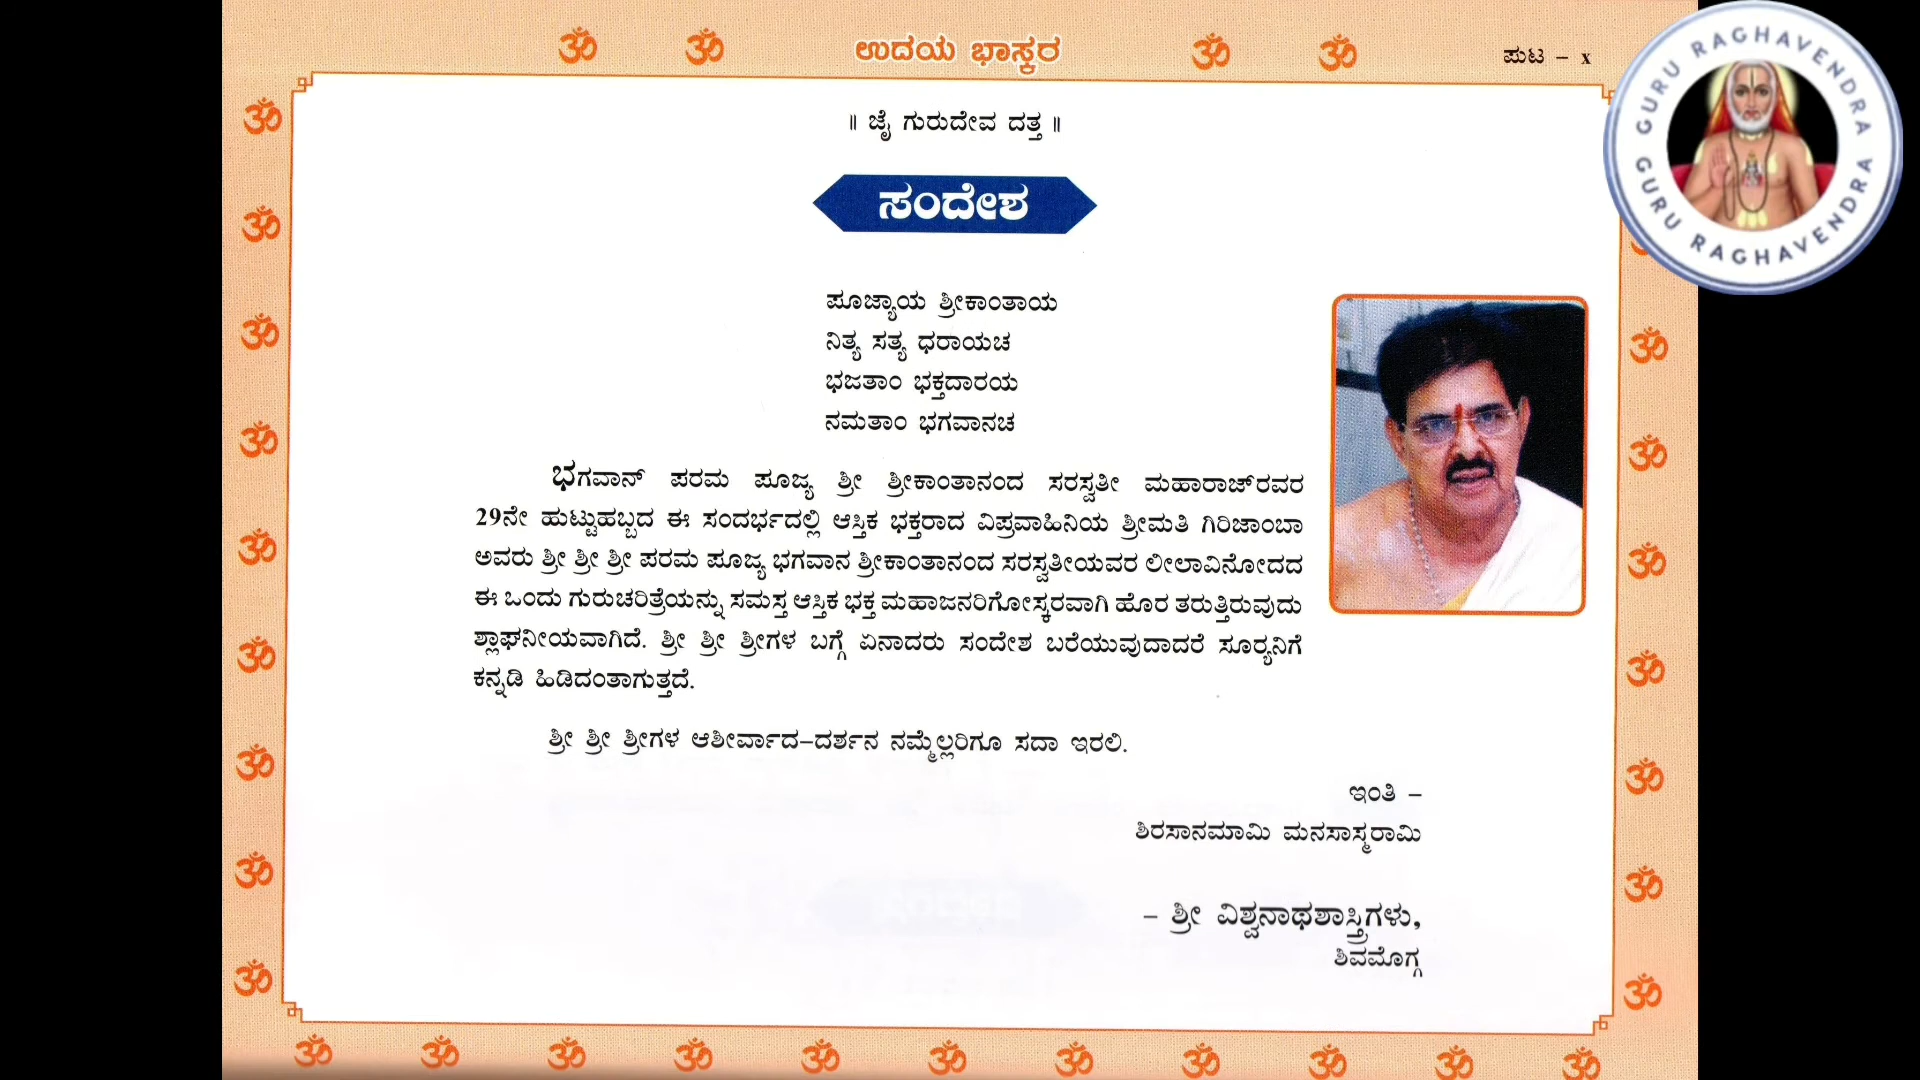 ಉದಯ ಭಾಸ್ಕರ
ಪುಟ – x
GURU RAGHAVENDRA
GURU RAGHAVENDRA
॥ ಜೈ ಗುರುದೇವ ದತ್ತ ॥
ಸಂದೇಶ
ಪೂಜ್ಯಾಯ ಶ್ರೀಕಾಂತಾಯ
ನಿತ್ಯ ಸತ್ಯ ಧರಾಯಚ
ಭಜತಾಂ ಭಕ್ತದಾರಯ
ನಮತಾಂ ಭಗವಾನಚ
ಭಗವಾನ್ ಪರಮ ಪೂಜ್ಯ ಶ್ರೀ ಶ್ರೀಕಾಂತಾನಂದ ಸರಸ್ವತೀ ಮಹಾರಾಜ್‌ರವರ
29ನೇ ಹುಟ್ಟುಹಬ್ಬದ ಈ ಸಂದರ್ಭದಲ್ಲಿ ಆಸ್ತಿಕ ಭಕ್ತರಾದ ವಿಪ್ರವಾಹಿನಿಯ ಶ್ರೀಮತಿ ಗಿರಿಜಾಂಬಾ
ಅವರು ಶ್ರೀ ಶ್ರೀ ಶ್ರೀ ಪರಮ ಪೂಜ್ಯ ಭಗವಾನ ಶ್ರೀಕಾಂತಾನಂದ ಸರಸ್ವತೀಯವರ ಲೀಲಾವಿನೋದದ
ಈ ಒಂದು ಗುರುಚರಿತ್ರೆಯನ್ನು ಸಮಸ್ತ ಆಸ್ತಿಕ ಭಕ್ತ ಮಹಾಜನರಿಗೋಸ್ಕರವಾಗಿ ಹೊರ ತರುತ್ತಿರುವುದು
ಶ್ಲಾಘನೀಯವಾಗಿದೆ. ಶ್ರೀ ಶ್ರೀ ಶ್ರೀಗಳ ಬಗ್ಗೆ ಏನಾದರು ಸಂದೇಶ ಬರೆಯುವುದಾದರೆ ಸೂರ‍್ಯನಿಗೆ
ಕನ್ನಡಿ ಹಿಡಿದಂತಾಗುತ್ತದೆ.
ಶ್ರೀ ಶ್ರೀ ಶ್ರೀಗಳ ಆಶೀರ್ವಾದ–ದರ್ಶನ ನಮ್ಮೆಲ್ಲರಿಗೂ ಸದಾ ಇರಲಿ.
ಇಂತಿ –
ಶಿರಸಾನಮಾಮಿ ಮನಸಾಸ್ಮರಾಮಿ
– ಶ್ರೀ ವಿಶ್ವನಾಥಶಾಸ್ತ್ರಿಗಳು,
ಶಿವಮೊಗ್ಗ